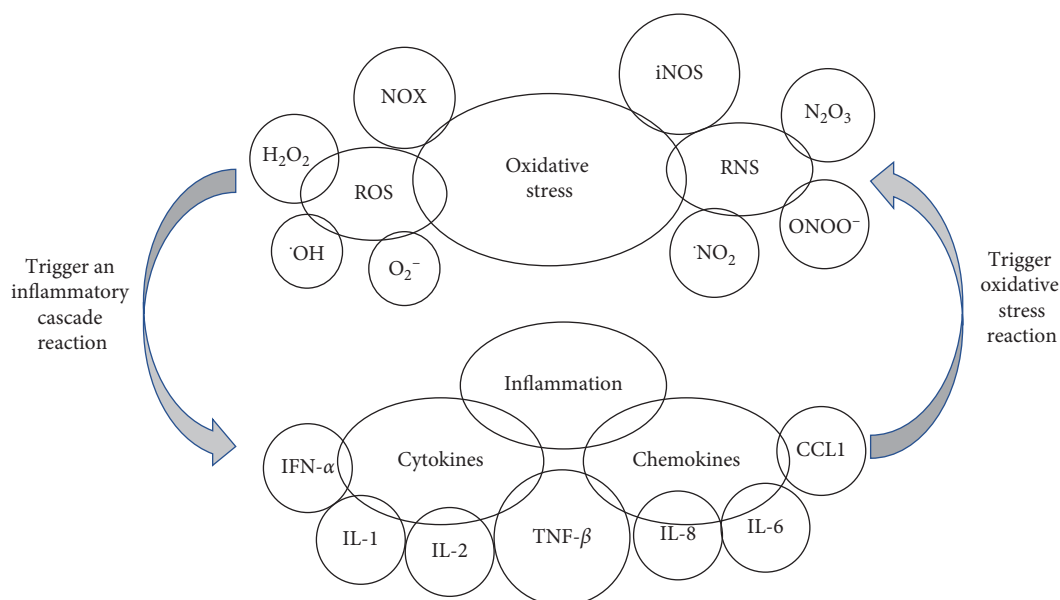 iNOS
NOX
N₂O₃
H₂O₂
Oxidative
stress
RNS
ROS
ONOO⁻
˙OH
O₂⁻
˙NO₂
Trigger an
inflammatory
cascade
reaction
Trigger
oxidative
stress
reaction
Inflammation
IFN-α
Cytokines
Chemokines
CCL1
IL-1
IL-2
TNF-β
IL-8
IL-6